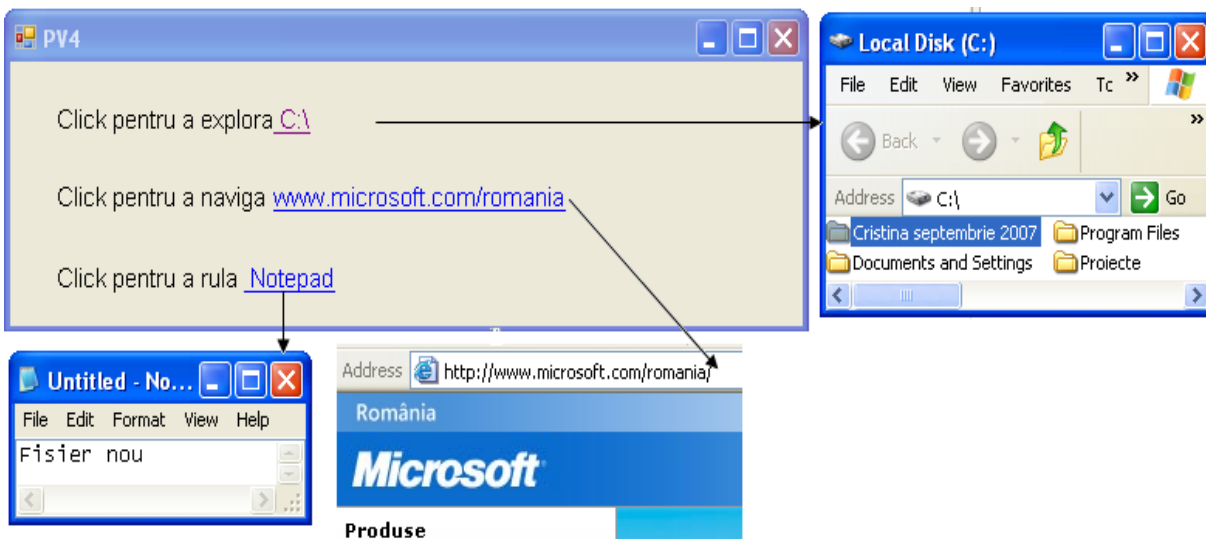 PV4
Click pentru a explora C:\
Click pentru a naviga www.microsoft.com/romania
Click pentru a rula Notepad
Local Disk (C:)
File Edit View Favorites Tc »
Back »
Address C:\ Go
Cristina septembrie 2007 Program Files
Documents and Settings Proiecte
Untitled - No...
File Edit Format View Help
Fisier nou
Address http://www.microsoft.com/romania/
România
Microsoft
Produse